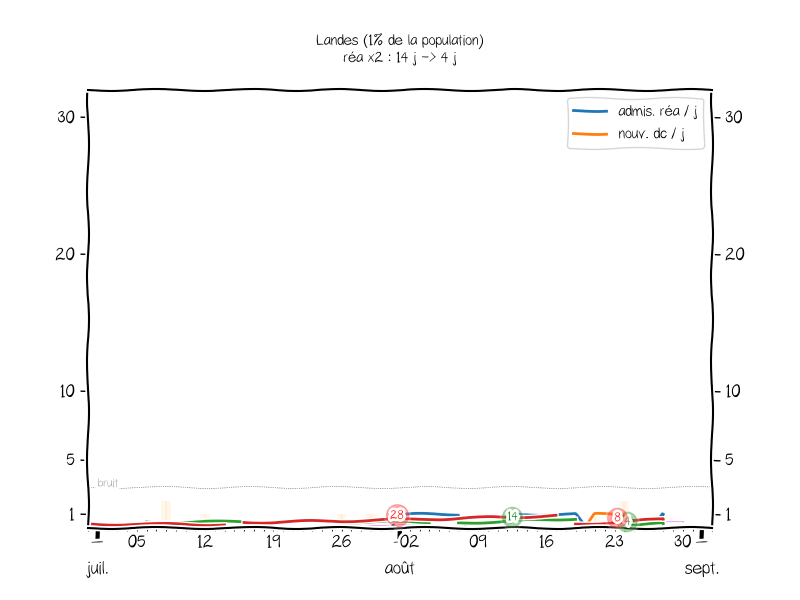 Landes (1% de la population)
réa x2 : 14 j -> 4 j
admis. réa / j
nouv. dc / j
30
30
20
20
10
10
5
5
bruit
1
1
28
14
8
4
05
12
19
26
02
09
16
23
30
juil.
août
sept.